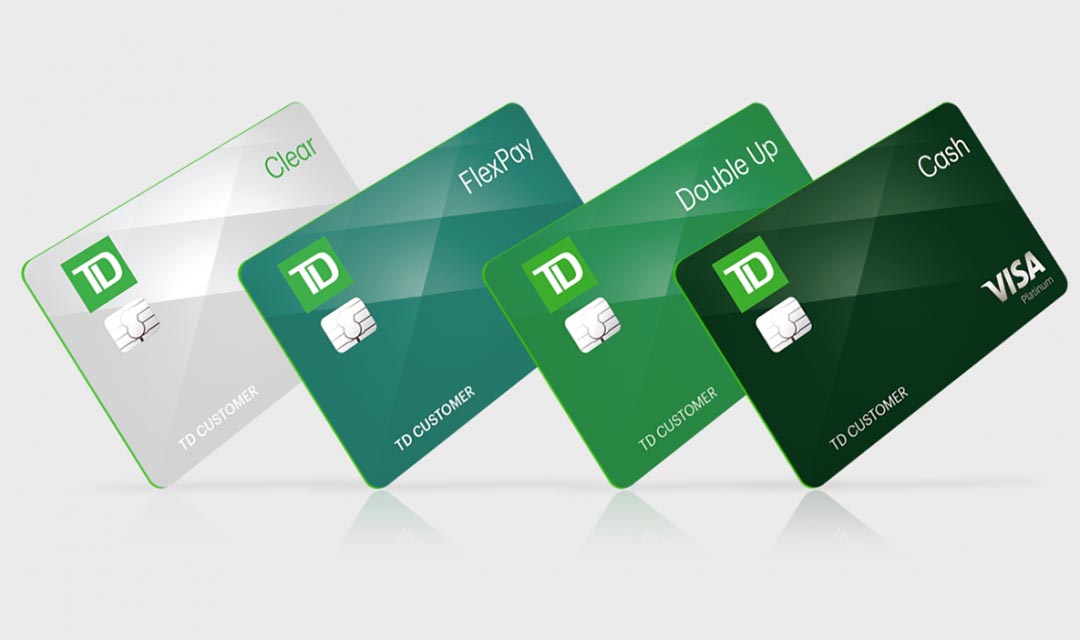 Clear
TD
TD CUSTOMER
FlexPay
TD
TD CUSTOMER
Double Up
TD
TD CUSTOMER
Cash
TD
VISA
Platinum
TD CUSTOMER